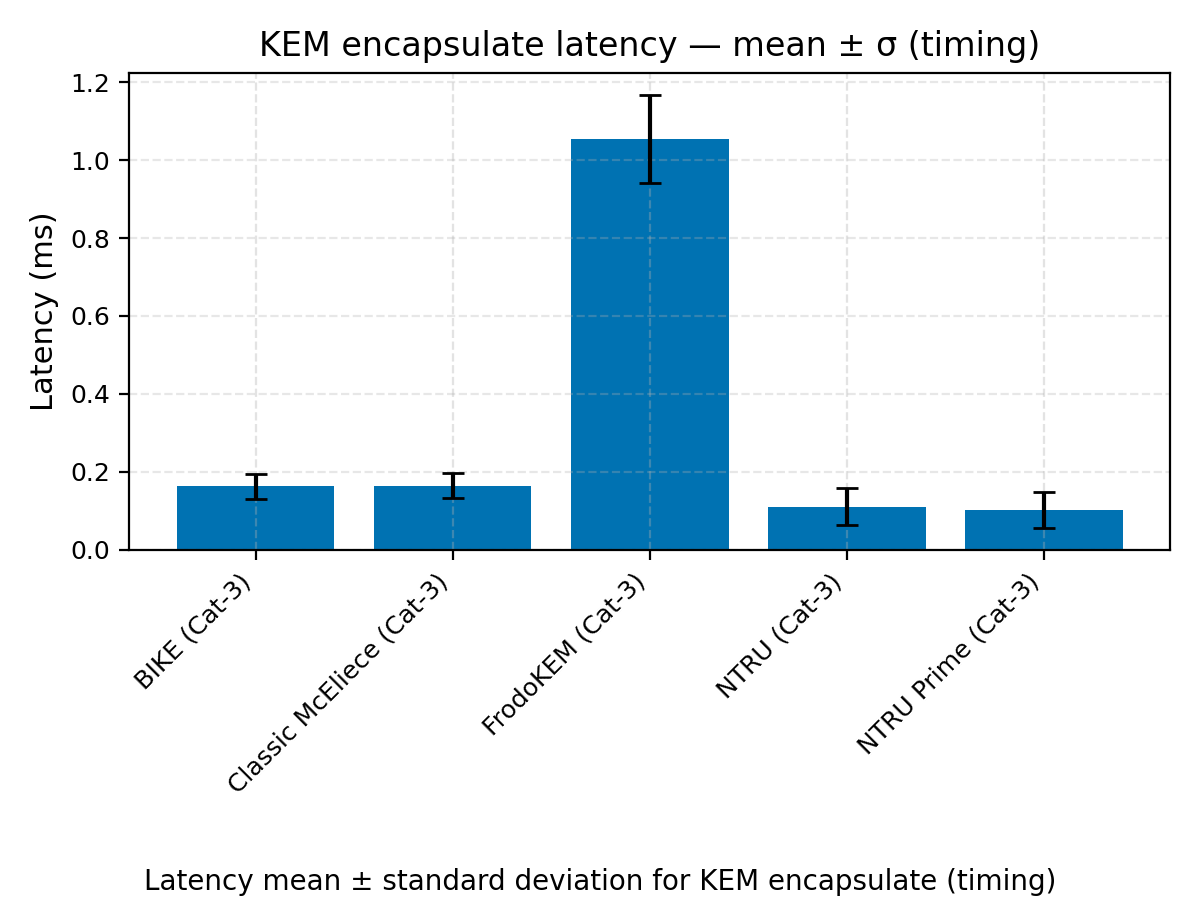 KEM encapsulate latency — mean ± σ (timing)
Latency (ms)
1.2
1.0
0.8
0.6
0.4
0.2
0.0
BIKE (Cat-3)
Classic McEliece (Cat-3)
FrodoKEM (Cat-3)
NTRU (Cat-3)
NTRU Prime (Cat-3)
Latency mean ± standard deviation for KEM encapsulate (timing)